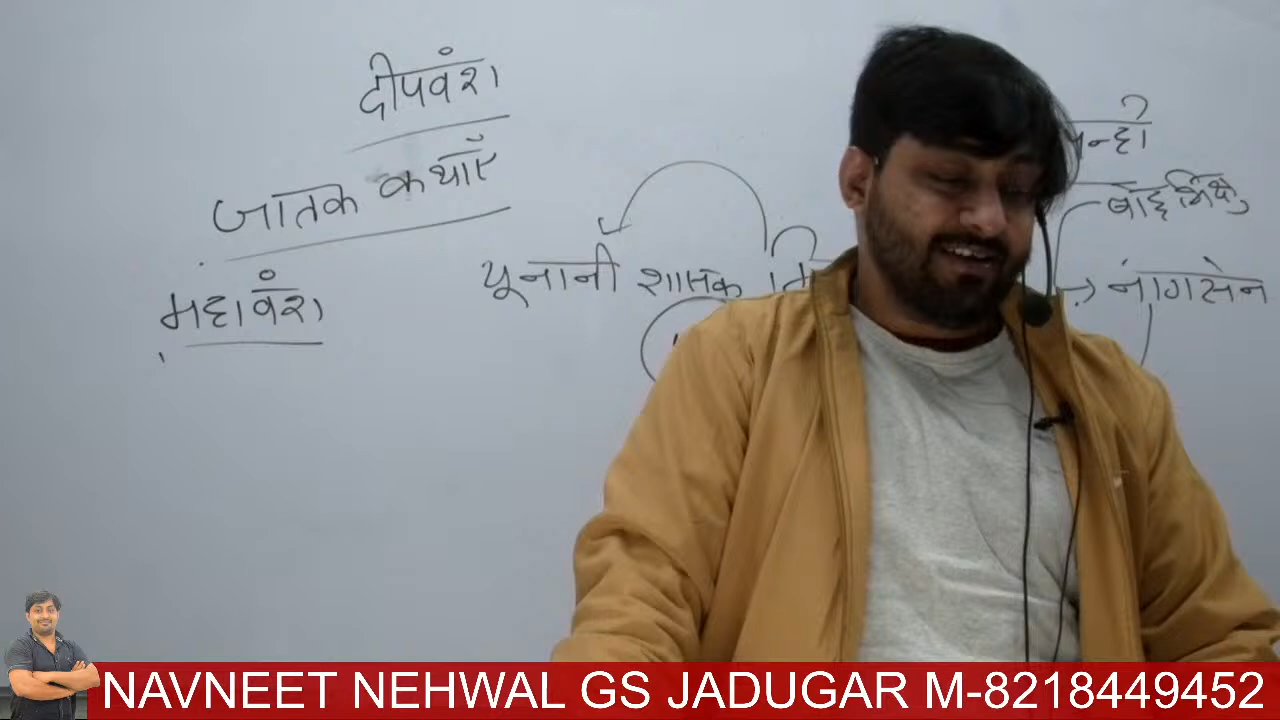 दीपवंश
जातक कथाएँ
महावंश
यूनानी शासक
न्हो
बौद्ध भिक्षु
नागसेन
NAVNEET NEHWAL GS JADUGAR M-8218449452